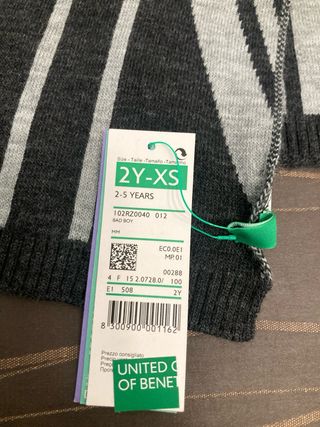 Size - Taille -Tamaño -Tamanho
2Y-XS
2-5 YEARS
102RZ0040 012
BAD BOY
MM
EC0.0E1
MP.01
00288
4 F 15 2.0728.0/ 100
E1 508 2Y
8 300900 001162
Prezzo consigliato
UNITED C
OF BENET